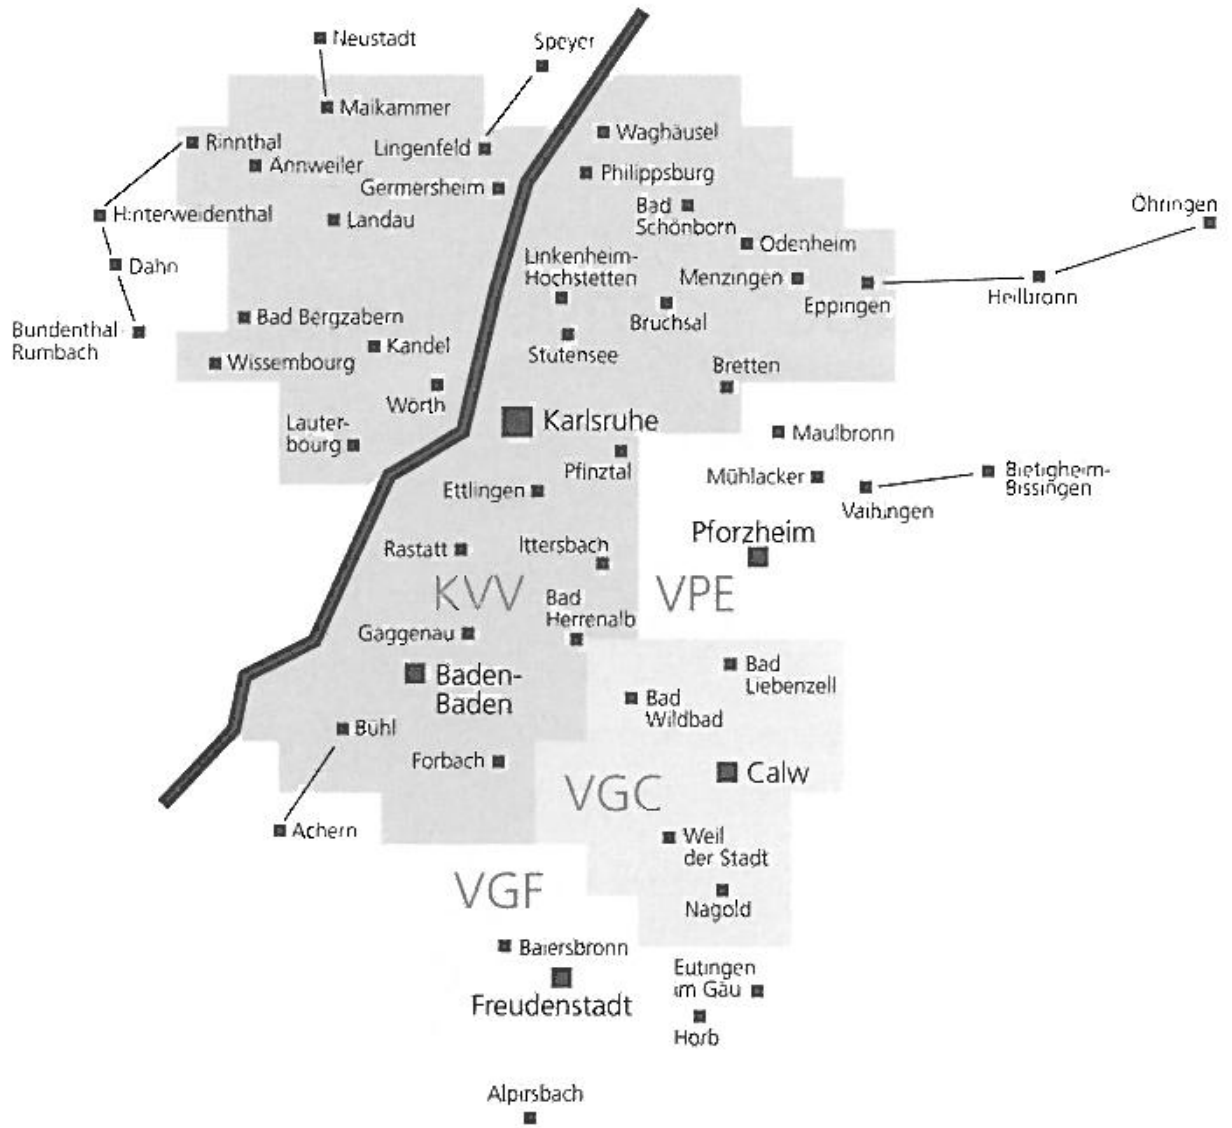 Neustadt
Speyer
Maikammer
Waghäusel
Rinnthal
Lingenfeld
Annweiler
Philippsburg
Germersheim
Bad
Schönborn
Öhringen
Hinterweidenthal
Landau
Odenheim
Linkenheim-
Hochstetten
Dahn
Menzingen
Eppingen
Heilbronn
Bad Bergzabern
Bruchsal
Bundenthal-
Rumbach
Kandel
Stutensee
Wissembourg
Bretten
Wörth
Karlsruhe
Lauter-
bourg
Maulbronn
Pfinztal
Mühlacker
Bietigheim-
Bissingen
Ettlingen
Vaihingen
Pforzheim
Rastatt
Ittersbach
KVV
VPE
Bad
Herrenalb
Gaggenau
Baden-
Baden
Bad
Liebenzell
Bad
Wildbad
Bühl
Forbach
Calw
VGC
Achern
Weil
der Stadt
VGF
Nagold
Baiersbronn
Freudenstadt
Eutingen
im Gäu
Horb
Alpirsbach